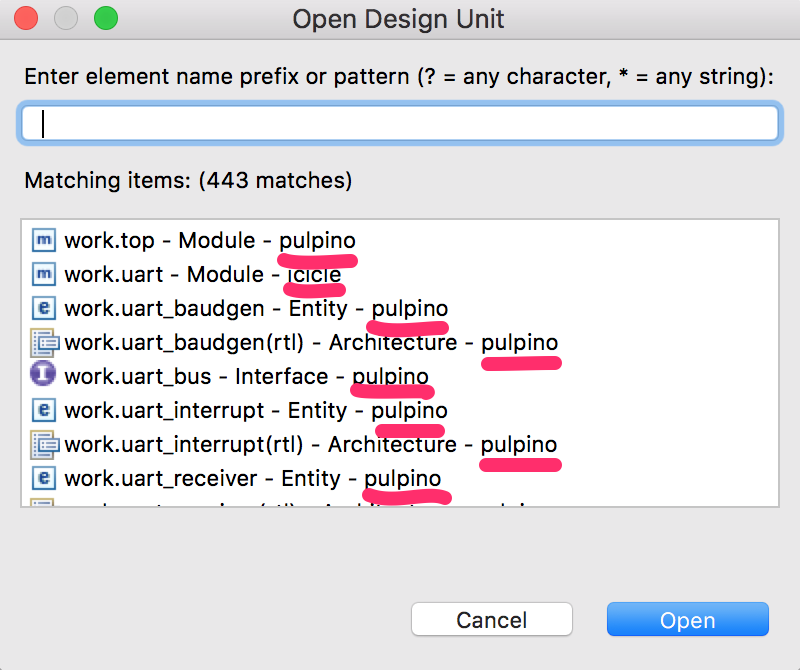 Open Design Unit
Enter element name prefix or pattern (? = any character, * = any string):
Matching items: (443 matches)
m work.top - Module - pulpino
m work.uart - Module - icicle
e work.uart_baudgen - Entity - pulpino
work.uart_baudgen(rtl) - Architecture - pulpino
I work.uart_bus - Interface - pulpino
e work.uart_interrupt - Entity - pulpino
work.uart_interrupt(rtl) - Architecture - pulpino
e work.uart_receiver - Entity - pulpino
Cancel Open